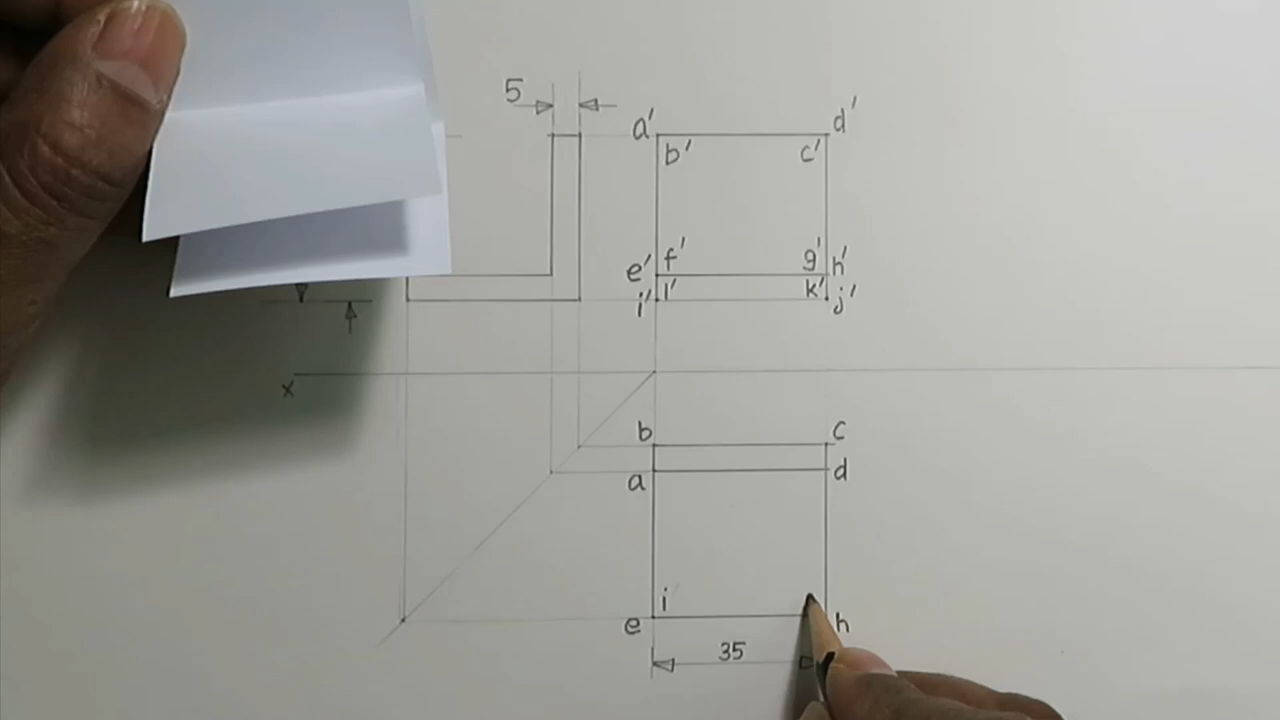 5
a' d'
b' c'
e' f' g' h'
i' l' k' j'
x
b c
a d
i
e h
35